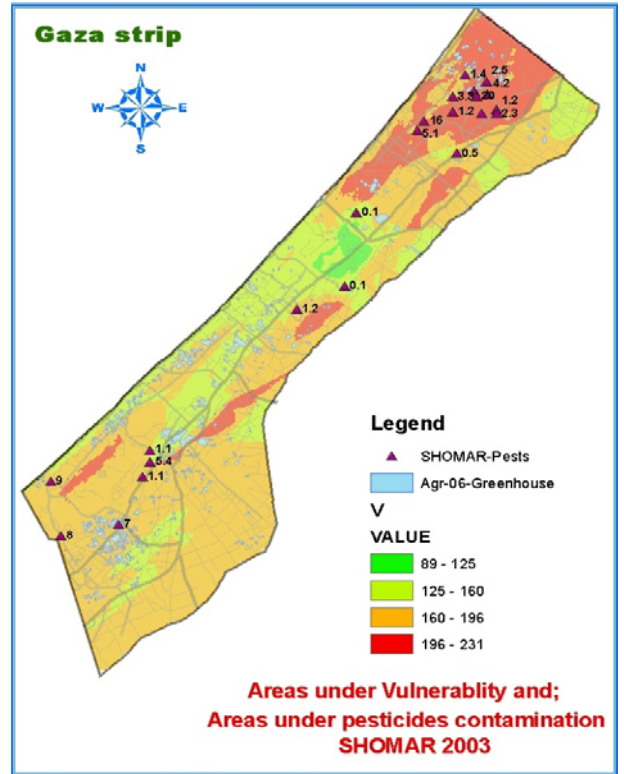 Gaza strip
N
W E
S
2.5
1.4
4.2
3.3
20
1.2
1.2
2.3
16
5.1
0.5
0.1
0.1
1.2
1.1
5.4
1.1
9
7
8
Legend
SHOMAR-Pests
Agr-06-Greenhouse
V
VALUE
89 - 125
125 - 160
160 - 196
196 - 231
Areas under Vulnerablity and;
Areas under pesticides contamination
SHOMAR 2003